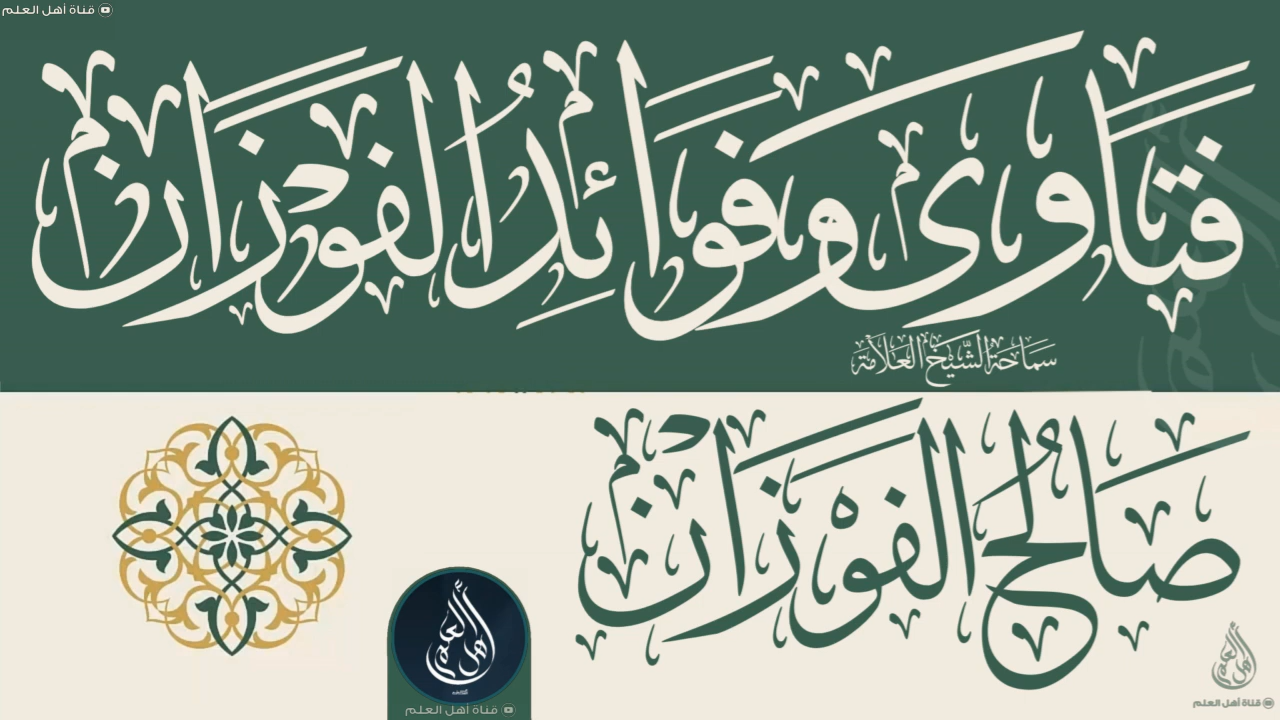 قناة أهل العلم
فتاوى وفوائد الفوزان
سماحة الشيخ العلامة
صالح الفوزان
أهل العلم
قناة أهل العلم
أهل العلم
قناة أهل العلم